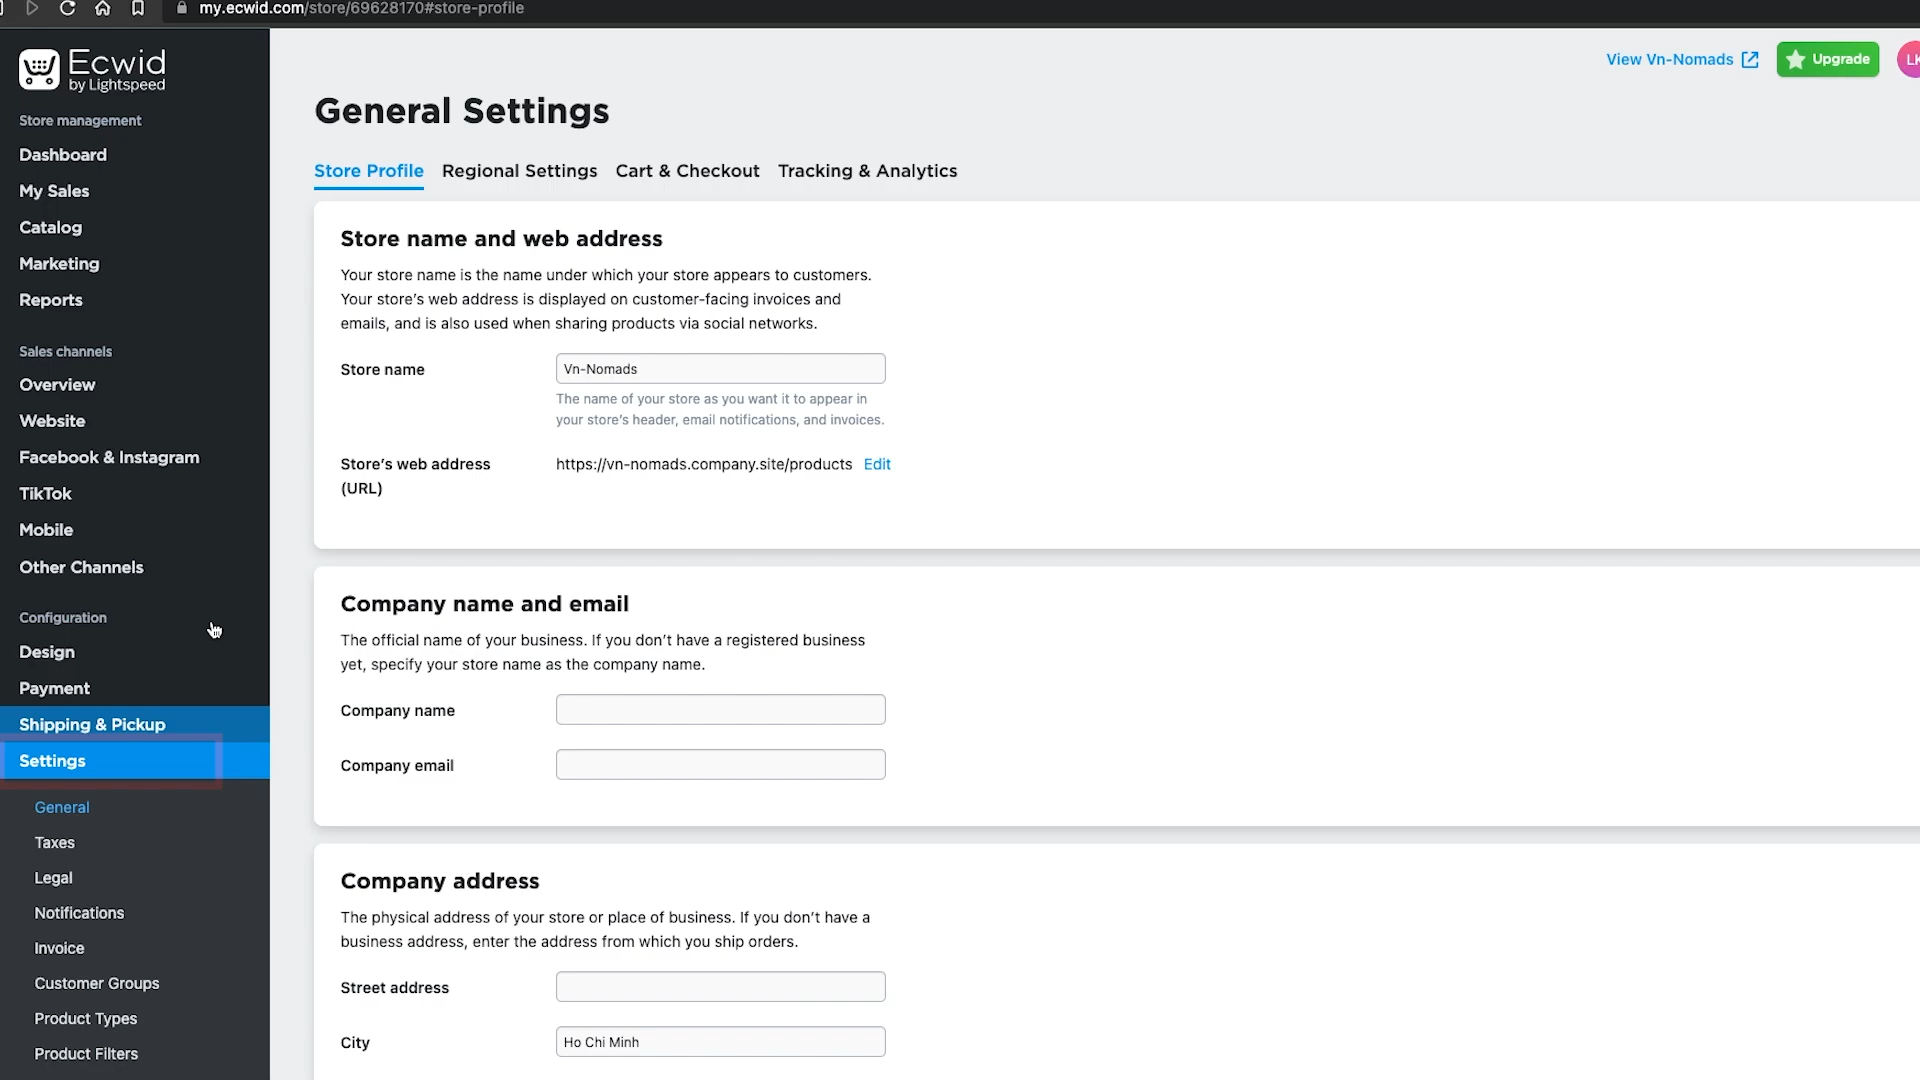 my.ecwid.com/store/69628170#store-profile
Ecwid
by Lightspeed
View Vn-Nomads
Upgrade
LK
General Settings
Store management
Dashboard
My Sales
Catalog
Marketing
Reports
Sales channels
Overview
Website
Facebook & Instagram
TikTok
Mobile
Other Channels
Configuration
Design
Payment
Shipping & Pickup
Settings
General
Taxes
Legal
Notifications
Invoice
Customer Groups
Product Types
Product Filters
Store Profile Regional Settings Cart & Checkout Tracking & Analytics
Store name and web address
Your store name is the name under which your store appears to customers.
Your store’s web address is displayed on customer-facing invoices and
emails, and is also used when sharing products via social networks.
Store name Vn-Nomads
The name of your store as you want it to appear in
your store’s header, email notifications, and invoices.
Store’s web address https://vn-nomads.company.site/products Edit
(URL)
Company name and email
The official name of your business. If you don’t have a registered business
yet, specify your store name as the company name.
Company name
Company email
Company address
The physical address of your store or place of business. If you don’t have a
business address, enter the address from which you ship orders.
Street address
City Ho Chi Minh